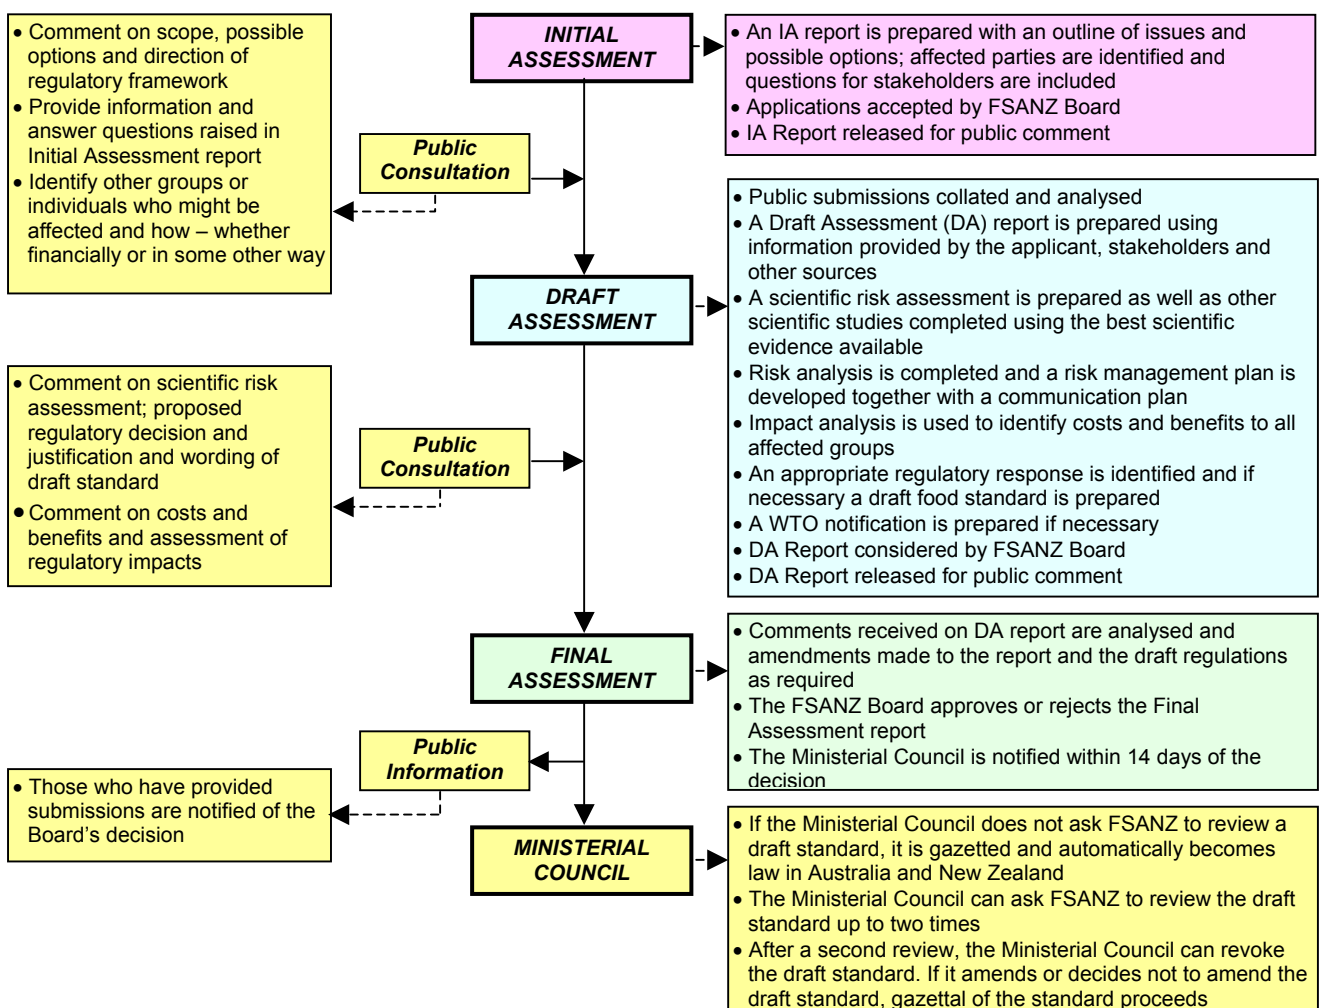 • Comment on scope, possible
options and direction of
regulatory framework
• Provide information and
answer questions raised in
Initial Assessment report
• Identify other groups or
individuals who might be
affected and how – whether
financially or in some other way
INITIAL
ASSESSMENT
• An IA report is prepared with an outline of issues and
possible options; affected parties are identified and
questions for stakeholders are included
• Applications accepted by FSANZ Board
• IA Report released for public comment
Public
Consultation
DRAFT
ASSESSMENT
• Public submissions collated and analysed
• A Draft Assessment (DA) report is prepared using
information provided by the applicant, stakeholders and
other sources
• A scientific risk assessment is prepared as well as other
scientific studies completed using the best scientific
evidence available
• Risk analysis is completed and a risk management plan is
developed together with a communication plan
• Impact analysis is used to identify costs and benefits to all
affected groups
• An appropriate regulatory response is identified and if
necessary a draft food standard is prepared
• A WTO notification is prepared if necessary
• DA Report considered by FSANZ Board
• DA Report released for public comment
• Comment on scientific risk
assessment; proposed
regulatory decision and
justification and wording of
draft standard
• Comment on costs and
benefits and assessment of
regulatory impacts
Public
Consultation
FINAL
ASSESSMENT
• Comments received on DA report are analysed and
amendments made to the report and the draft regulations
as required
• The FSANZ Board approves or rejects the Final
Assessment report
• The Ministerial Council is notified within 14 days of the
decision
Public
Information
• Those who have provided
submissions are notified of the
Board’s decision
MINISTERIAL
COUNCIL
• If the Ministerial Council does not ask FSANZ to review a
draft standard, it is gazetted and automatically becomes
law in Australia and New Zealand
• The Ministerial Council can ask FSANZ to review the draft
standard up to two times
• After a second review, the Ministerial Council can revoke
the draft standard. If it amends or decides not to amend the
draft standard, gazettal of the standard proceeds